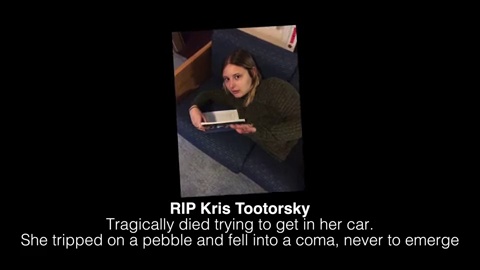 RIP Kris Tootorsky
Tragically died trying to get in her car.
She tripped on a pebble and fell into a coma, never to emerge